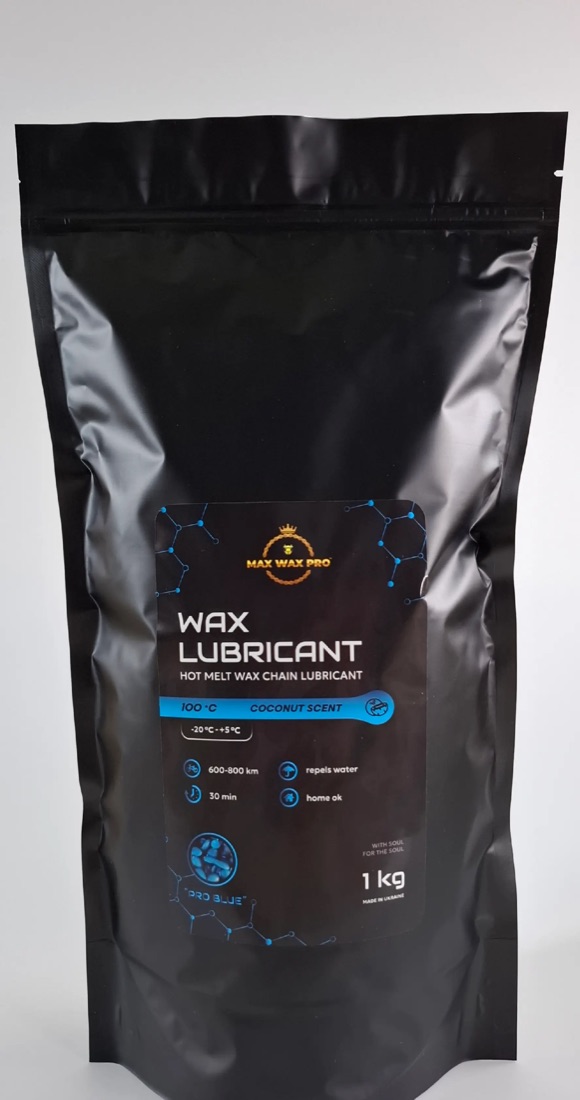 MAX WAX PRO
WAX
LUBRICANT
HOT MELT WAX CHAIN LUBRICANT
100 °C COCONUT SCENT
-20 °C - +5 °C
600-800 km repels water
30 min home ok
WITH SOUL
FOR THE SOUL
"PRO BLUE"
1 kg
MADE IN UKRAINE